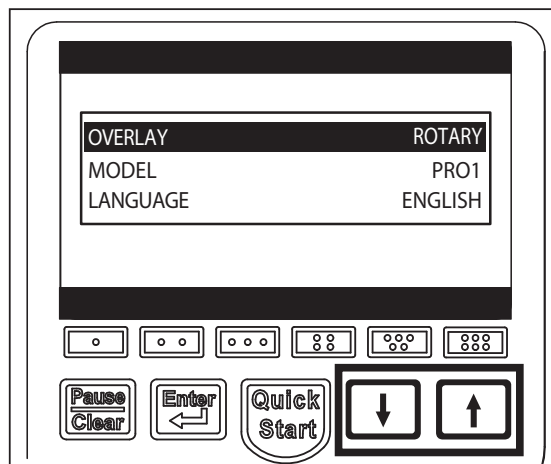 OVERLAY ROTARY
MODEL PRO1
LANGUAGE ENGLISH
Pause
Clear
Enter
Quick
Start